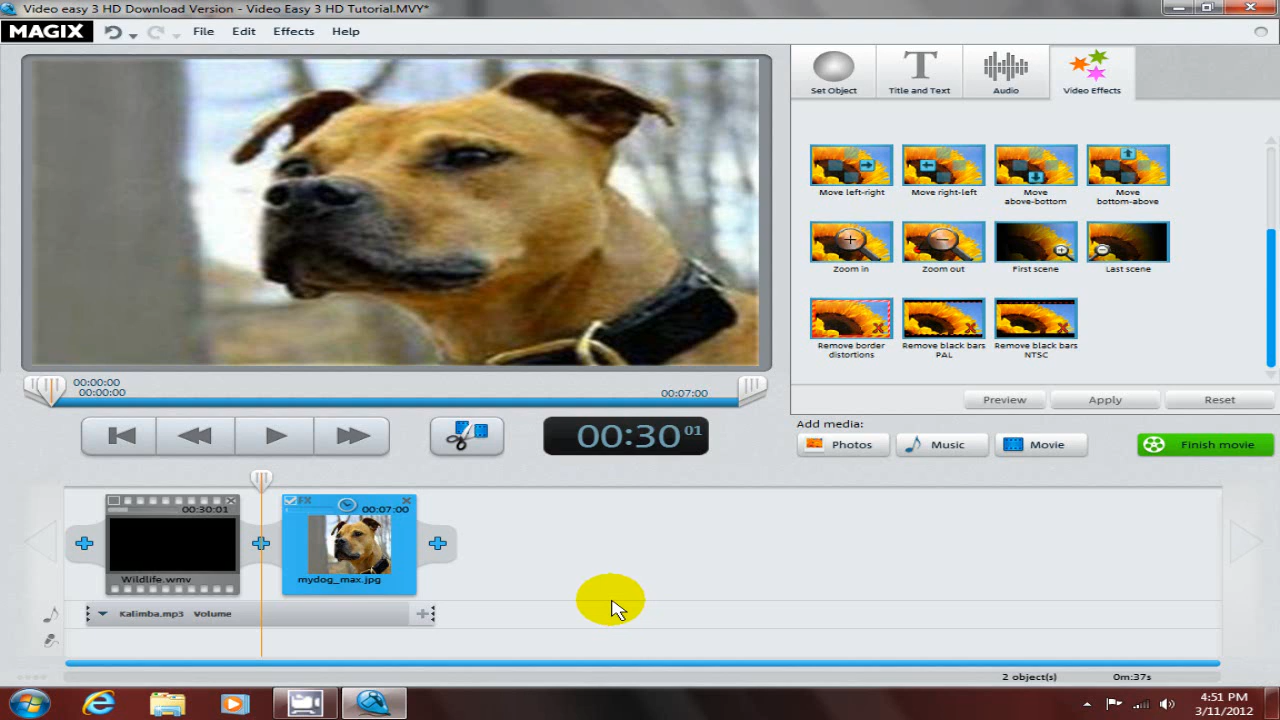 Video easy 3 HD Download Version - Video Easy 3 HD Tutorial.MVY*
MAGIX File Edit Effects Help
Set Object Title and Text Audio Video Effects
Move left-right Move right-left Move above-bottom Move bottom-above
Zoom in Zoom out First scene Last scene
Remove border distortions Remove black bars PAL Remove black bars NTSC
00:00:00
00:00:00 00:07:00
Preview Apply Reset
00:30 01
Add media:
Photos Music Movie Finish movie
00:30:01 FX 00:07:00
Wildlife.wmv mydog_max.jpg
Kalimba.mp3 Volume
2 object(s) 0m:37s
4:51 PM
3/11/2012